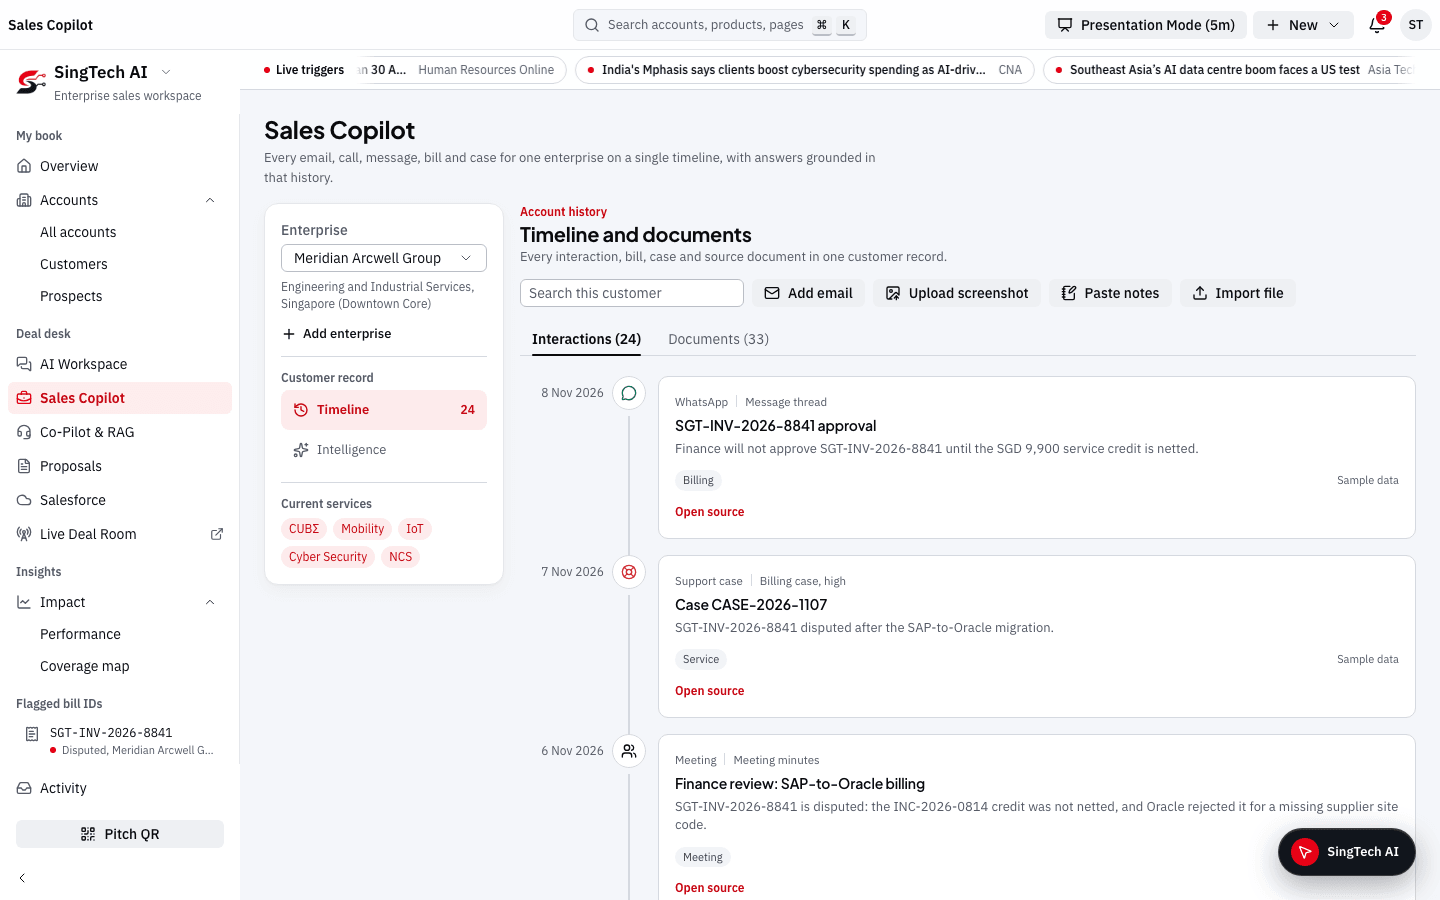 Sales Copilot
Search accounts, products, pages
⌘ K
Presentation Mode (5m)
New
3
ST
SingTech AI
Enterprise sales workspace
Live triggers
30 A... Human Resources Online
India's Mphasis says clients boost cybersecurity spending as AI-driv... CNA
Southeast Asia's AI data centre boom faces a US test Asia
My book
Overview
Accounts
All accounts
Customers
Prospects
Deal desk
AI Workspace
Sales Copilot
Co-Pilot & RAG
Proposals
Salesforce
Live Deal Room
Insights
Impact
Performance
Coverage map
Flagged bill IDs
SGT-INV-2026-8841
Disputed, Meridian Arcwell G...
Activity
Pitch QR
Sales Copilot
Every email, call, message, bill and case for one enterprise on a single timeline, with answers grounded in
that history.
Enterprise
Meridian Arcwell Group
Engineering and Industrial Services,
Singapore (Downtown Core)
Add enterprise
Customer record
Timeline 24
Intelligence
Current services
CUBΣ Mobility IoT
Cyber Security NCS
Account history
Timeline and documents
Every interaction, bill, case and source document in one customer record.
Search this customer
Add email
Upload screenshot
Paste notes
Import file
Interactions (24)
Documents (33)
8 Nov 2026
WhatsApp Message thread
SGT-INV-2026-8841 approval
Finance will not approve SGT-INV-2026-8841 until the SGD 9,900 service credit is netted.
Billing
Sample data
Open source
7 Nov 2026
Support case Billing case, high
Case CASE-2026-1107
SGT-INV-2026-8841 disputed after the SAP-to-Oracle migration.
Service
Sample data
Open source
6 Nov 2026
Meeting Meeting minutes
Finance review: SAP-to-Oracle billing
SGT-INV-2026-8841 is disputed: the INC-2026-0814 credit was not netted, and Oracle rejected it for a missing supplier site
code.
Meeting
Open source
SingTech AI